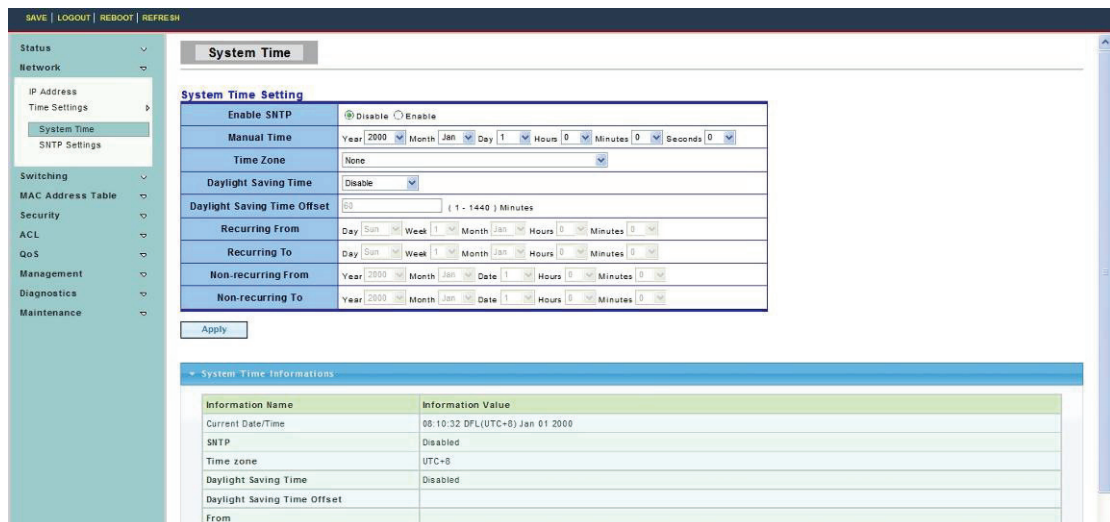 SAVE | LOGOUT | REBOOT | REFRESH
Status
Network
IP Address
Time Settings
System Time
SNTP Settings
Switching
MAC Address Table
Security
ACL
QoS
Management
Diagnostics
Maintenance
System Time
System Time Setting
Enable SNTP Disable Enable
Manual Time Year 2000 Month Jan Day 1 Hours 0 Minutes 0 Seconds 0
Time Zone None
Daylight Saving Time Disable
Daylight Saving Time Offset 60 ( 1 - 1440 ) Minutes
Recurring From Day Sun Week 1 Month Jan Hours 0 Minutes 0
Recurring To Day Sun Week 1 Month Jan Hours 0 Minutes 0
Non-recurring From Year 2000 Month Jan Date 1 Hours 0 Minutes 0
Non-recurring To Year 2000 Month Jan Date 1 Hours 0 Minutes 0
Apply
System Time Informations
Information Name Information Value
Current Date/Time 08:10:32 DFL(UTC+8) Jan 01 2000
SNTP Disabled
Time zone UTC+8
Daylight Saving Time Disabled
Daylight Saving Time Offset
From